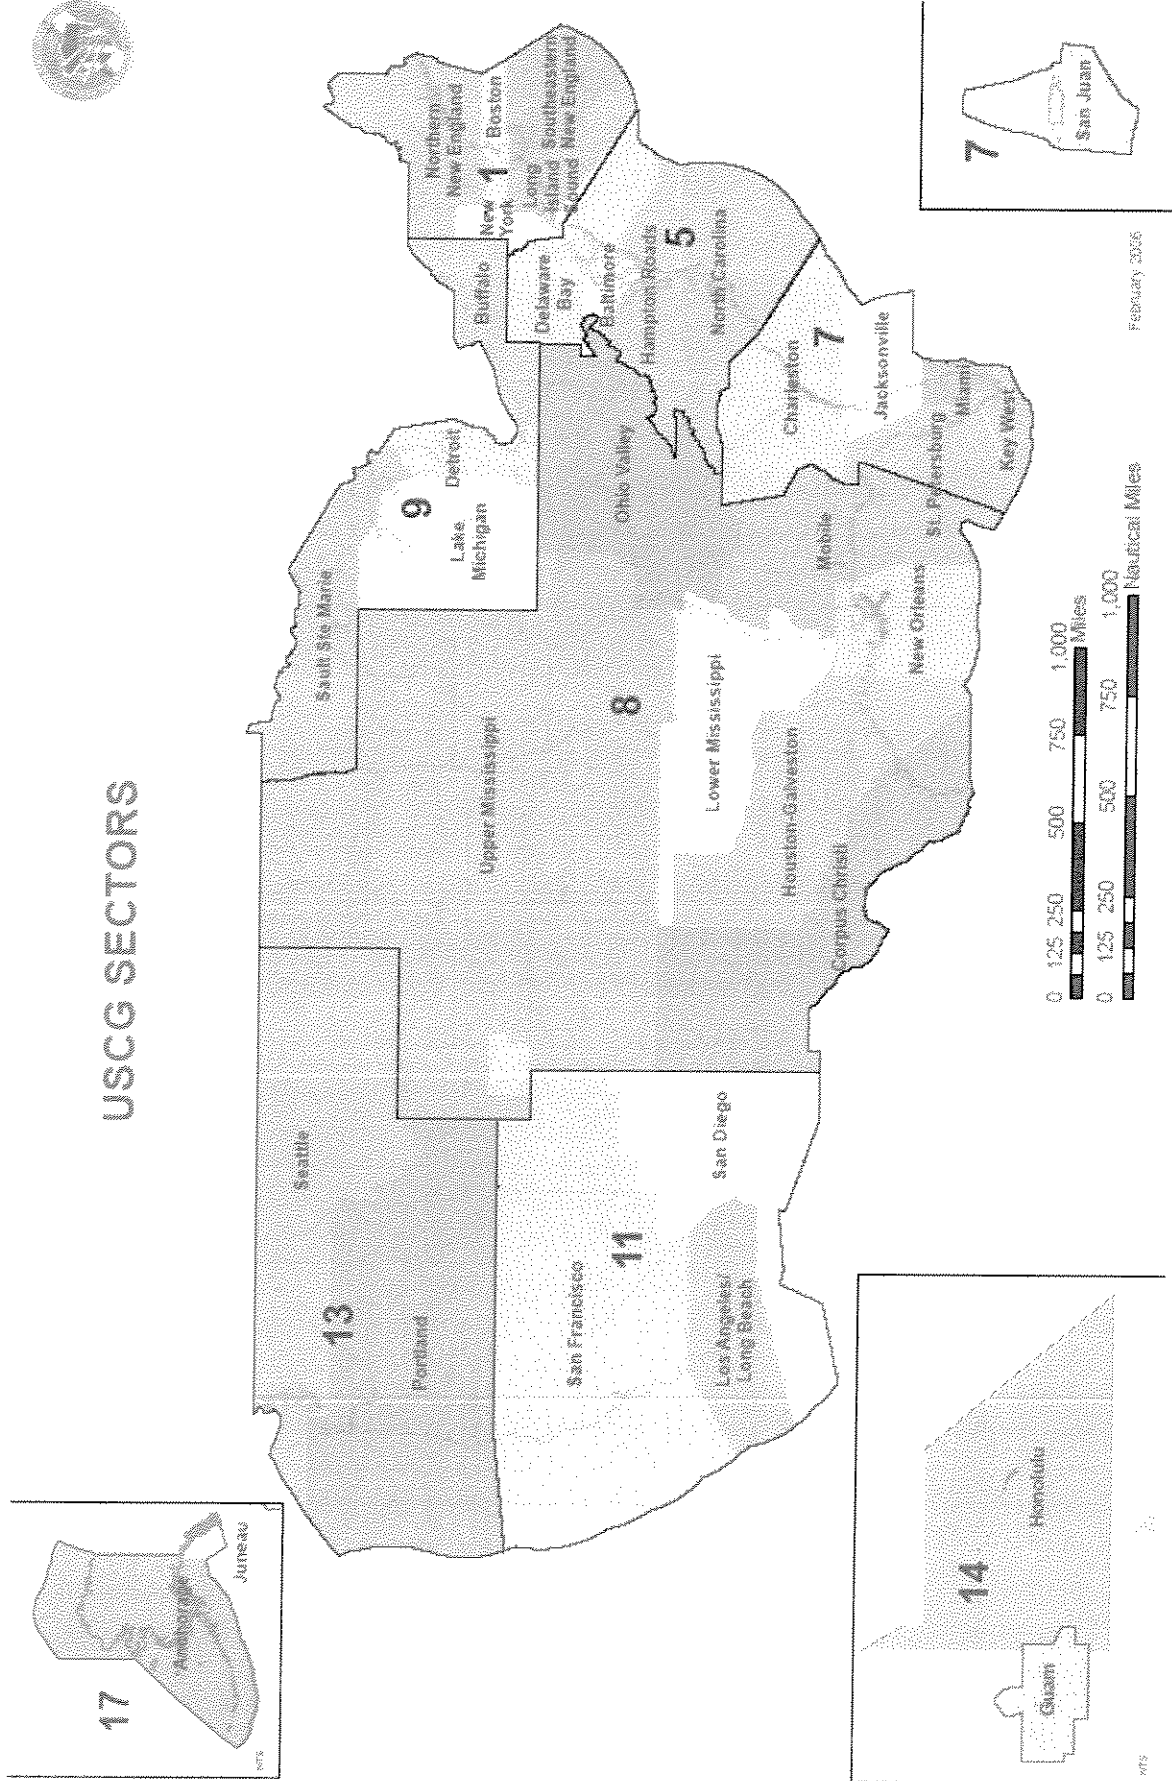 USCG SECTORS
17
Anchorage
Juneau
NTS
13
Seattle
Portland
11
San Francisco
Los Angeles/
Long Beach
San Diego
8
Upper Mississippi
Lower Mississippi
Houston-Galveston
Corpus Christi
New Orleans
Mobile
Ohio Valley
9
Sault Ste Marie
Lake
Michigan
Detroit
Buffalo
1
Northern
New England
Boston
New
York
Long
Island
Sound
Southeastern
New England
5
Delaware
Bay
Baltimore
Hampton Roads
North Carolina
7
Charleston
Jacksonville
St. Petersburg
Miami
Key West
14
Honolulu
Guam
NTS
0 125 250 500 750 1,000
Miles
0 125 250 500 750 1,000
Nautical Miles
7
San Juan
February 2006